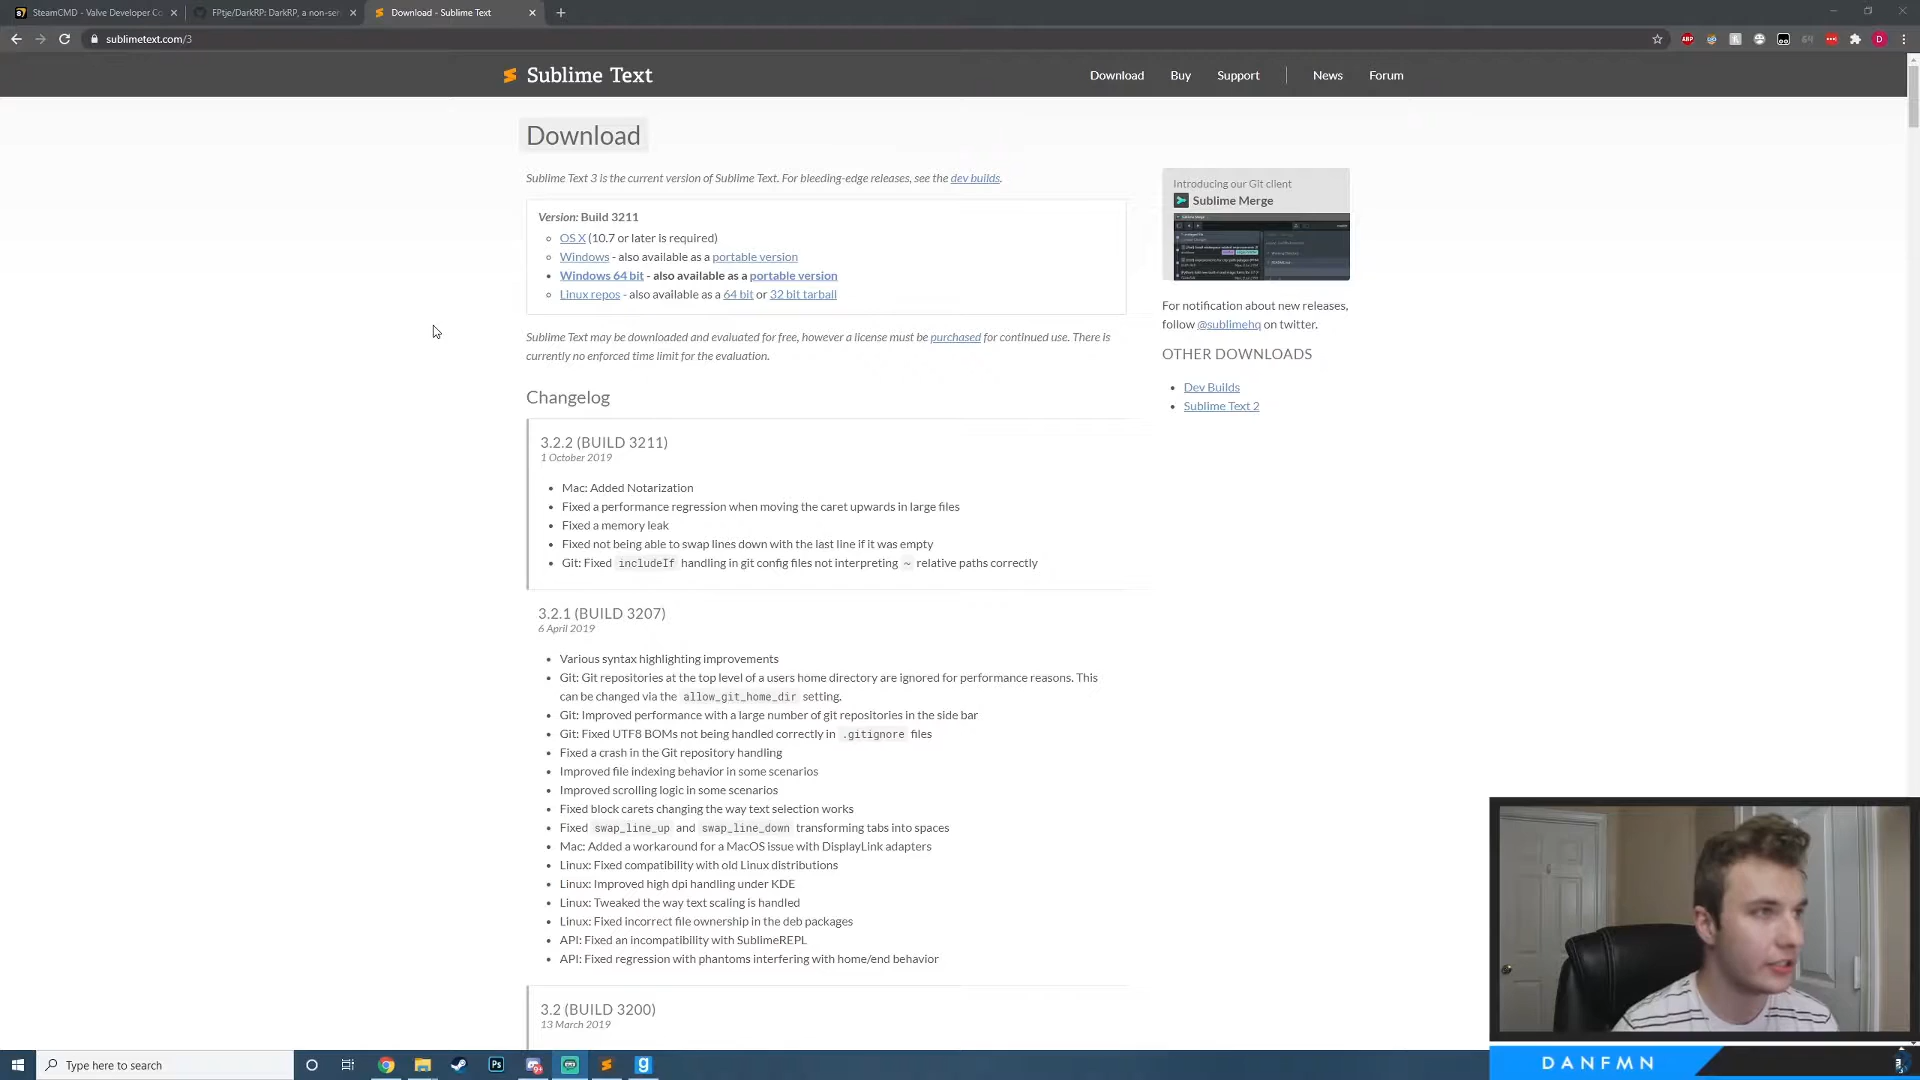 SteamCMD - Valve Developer Co
FPtje/DarkRP: DarkRP, a non-ser
Download - Sublime Text
sublimetext.com/3
Sublime Text
Download
Buy
Support
News
Forum
Download
Sublime Text 3 is the current version of Sublime Text. For bleeding-edge releases, see the dev builds.
Version: Build 3211
OS X (10.7 or later is required)
Windows - also available as a portable version
Windows 64 bit - also available as a portable version
Linux repos - also available as a 64 bit or 32 bit tarball
Sublime Text may be downloaded and evaluated for free, however a license must be purchased for continued use. There is
currently no enforced time limit for the evaluation.
Introducing our Git client
Sublime Merge
For notification about new releases,
follow @sublimehq on twitter.
OTHER DOWNLOADS
Dev Builds
Sublime Text 2
Changelog
3.2.2 (BUILD 3211)
1 October 2019
Mac: Added Notarization
Fixed a performance regression when moving the caret upwards in large files
Fixed a memory leak
Fixed not being able to swap lines down with the last line if it was empty
Git: Fixed includeIf handling in git config files not interpreting ~ relative paths correctly
3.2.1 (BUILD 3207)
6 April 2019
Various syntax highlighting improvements
Git: Git repositories at the top level of a users home directory are ignored for performance reasons. This
can be changed via the allow_git_home_dir setting.
Git: Improved performance with a large number of git repositories in the side bar
Git: Fixed UTF8 BOMs not being handled correctly in .gitignore files
Fixed a crash in the Git repository handling
Improved file indexing behavior in some scenarios
Improved scrolling logic in some scenarios
Fixed block carets changing the way text selection works
Fixed swap_line_up and swap_line_down transforming tabs into spaces
Mac: Added a workaround for a MacOS issue with DisplayLink adapters
Linux: Fixed compatibility with old Linux distributions
Linux: Improved high dpi handling under KDE
Linux: Tweaked the way text scaling is handled
Linux: Fixed incorrect file ownership in the deb packages
API: Fixed an incompatibility with SublimeREPL
API: Fixed regression with phantoms interfering with home/end behavior
3.2 (BUILD 3200)
13 March 2019
Type here to search
DANFMN